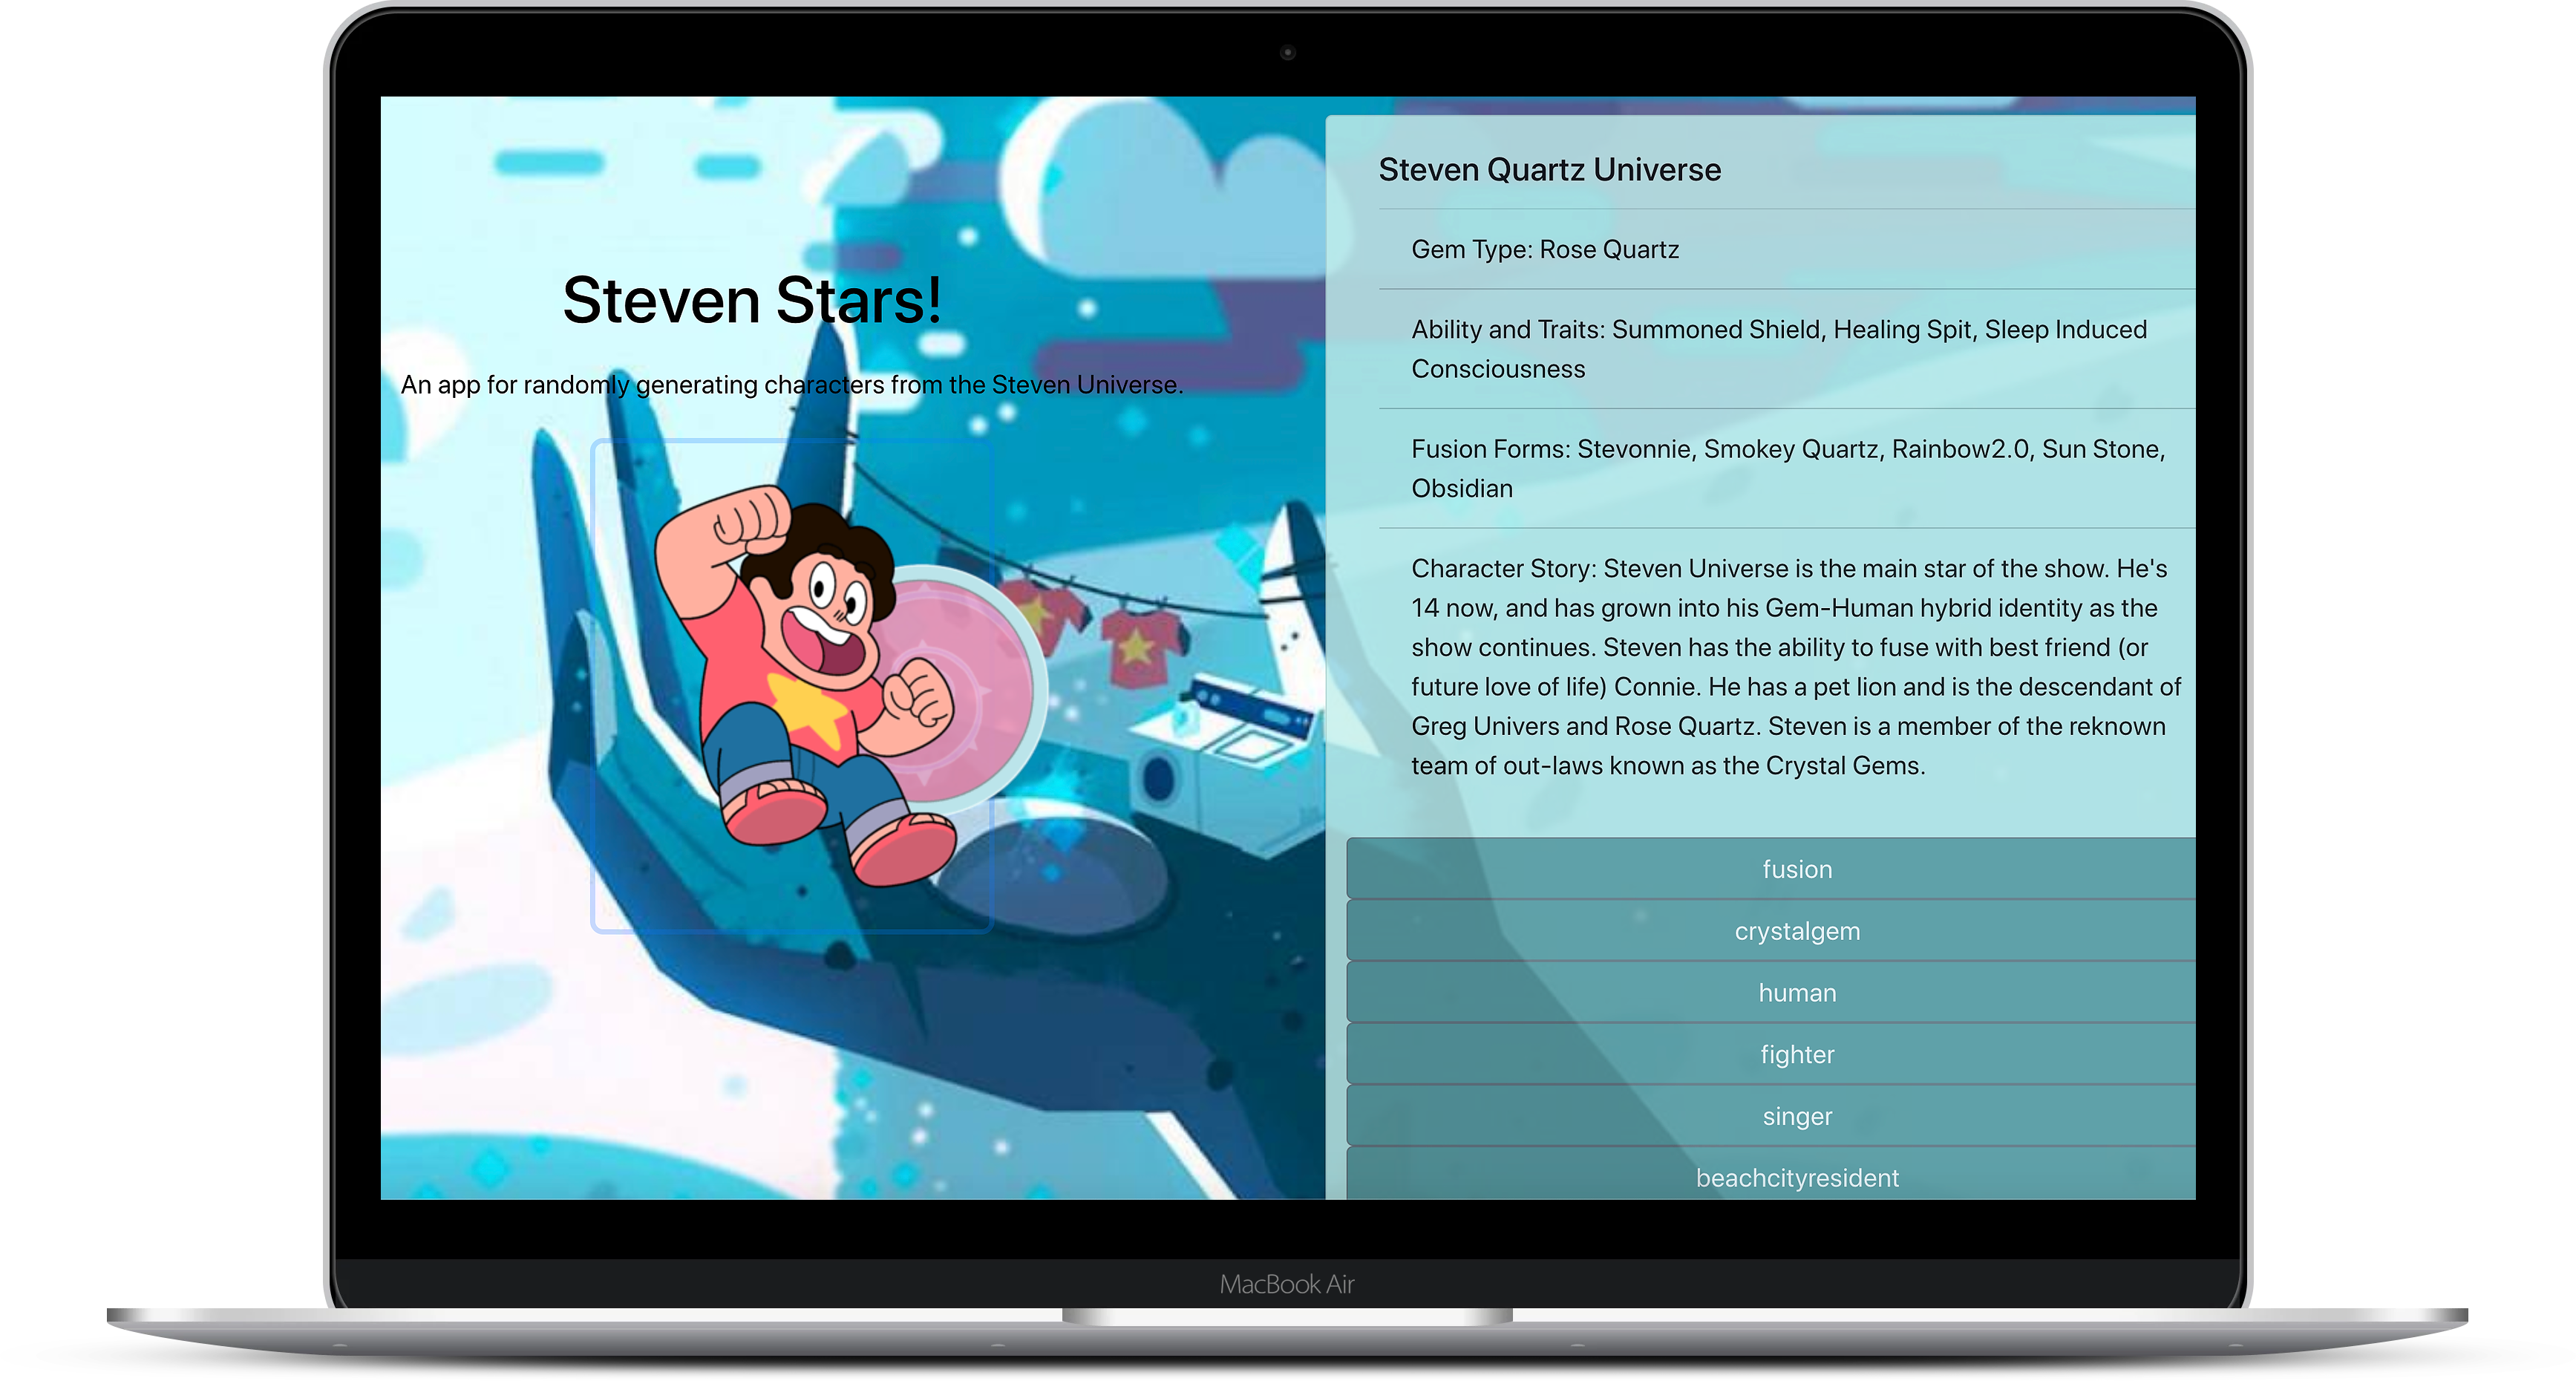 Steven Stars!
An app for randomly generating characters from the Steven Universe.
Steven Quartz Universe
Gem Type: Rose Quartz
Ability and Traits: Summoned Shield, Healing Spit, Sleep Induced
Consciousness
Fusion Forms: Stevonnie, Smokey Quartz, Rainbow2.0, Sun Stone,
Obsidian
Character Story: Steven Universe is the main star of the show. He's
14 now, and has grown into his Gem-Human hybrid identity as the
show continues. Steven has the ability to fuse with best friend (or
future love of life) Connie. He has a pet lion and is the descendant of
Greg Univers and Rose Quartz. Steven is a member of the reknown
team of out-laws known as the Crystal Gems.
fusion
crystalgem
human
fighter
singer
beachcityresident
MacBook Air